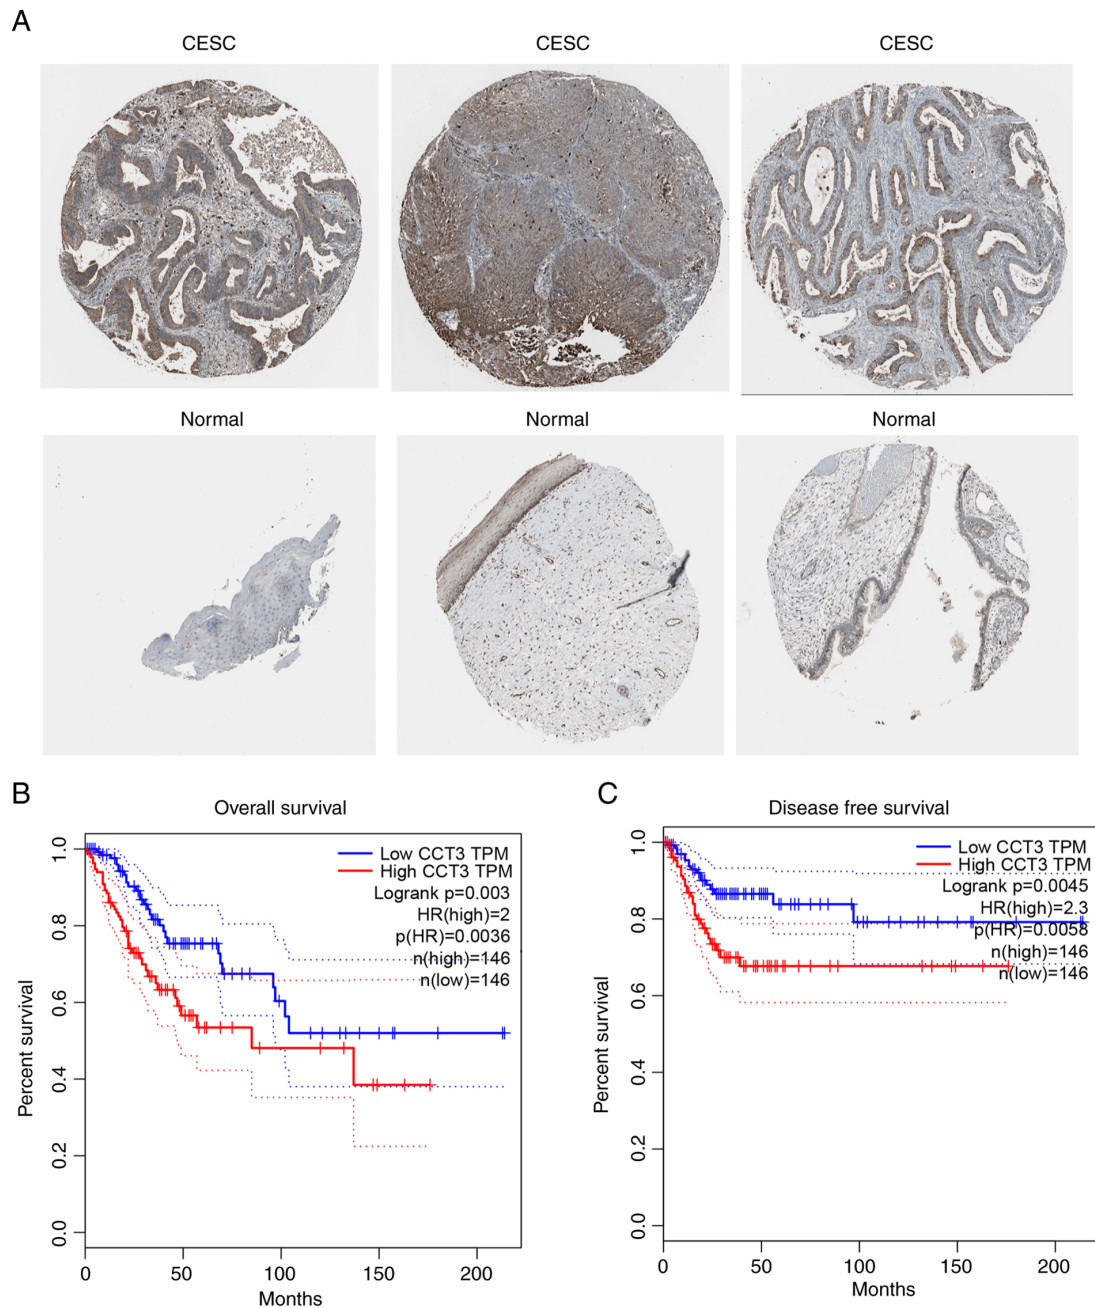 A
CESC
CESC
CESC
Normal
Normal
Normal
B
Overall survival
Low CCT3 TPM
High CCT3 TPM
Logrank p=0.003
HR(high)=2
p(HR)=0.0036
n(high)=146
n(low)=146
Percent survival
1.0
0.8
0.6
0.4
0.2
0.0
0
50
100
150
200
Months
C
Disease free survival
Low CCT3 TPM
High CCT3 TPM
Logrank p=0.0045
HR(high)=2.3
p(HR)=0.0058
n(high)=146
n(low)=146
Percent survival
1.0
0.8
0.6
0.4
0.2
0.0
0
50
100
150
200
Months